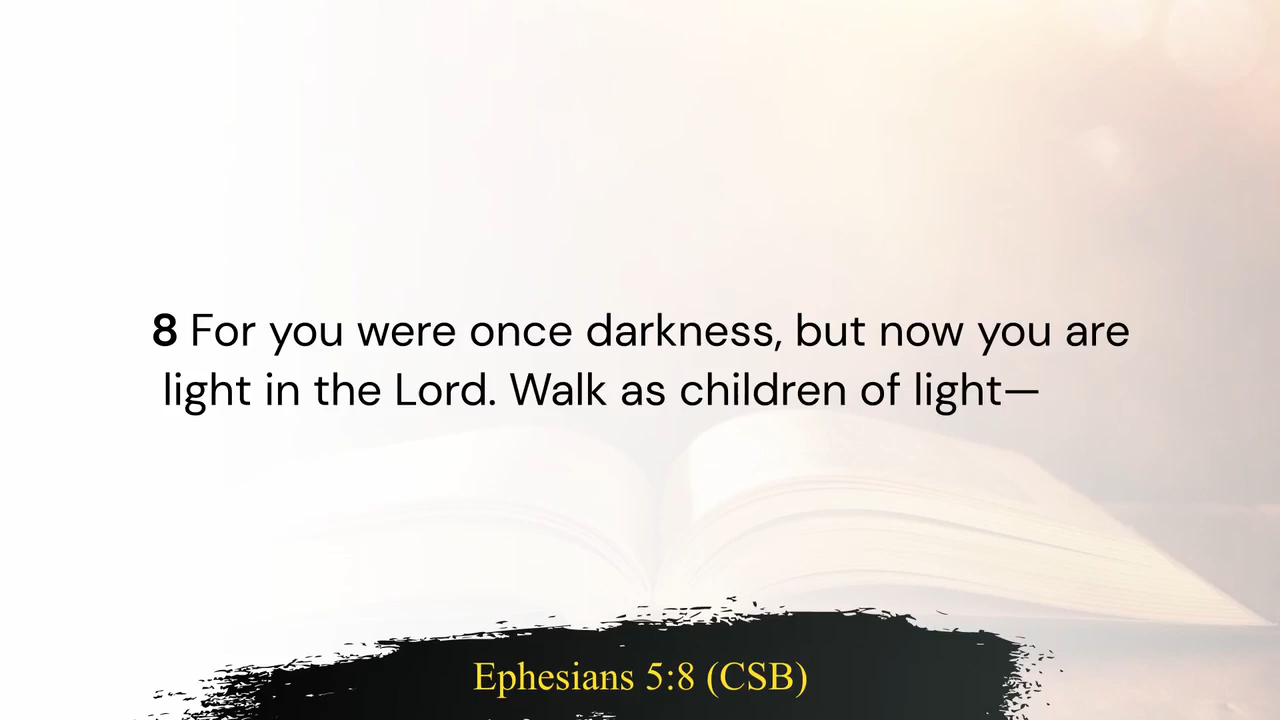 8 For you were once darkness, but now you are
light in the Lord. Walk as children of light—
Ephesians 5:8 (CSB)